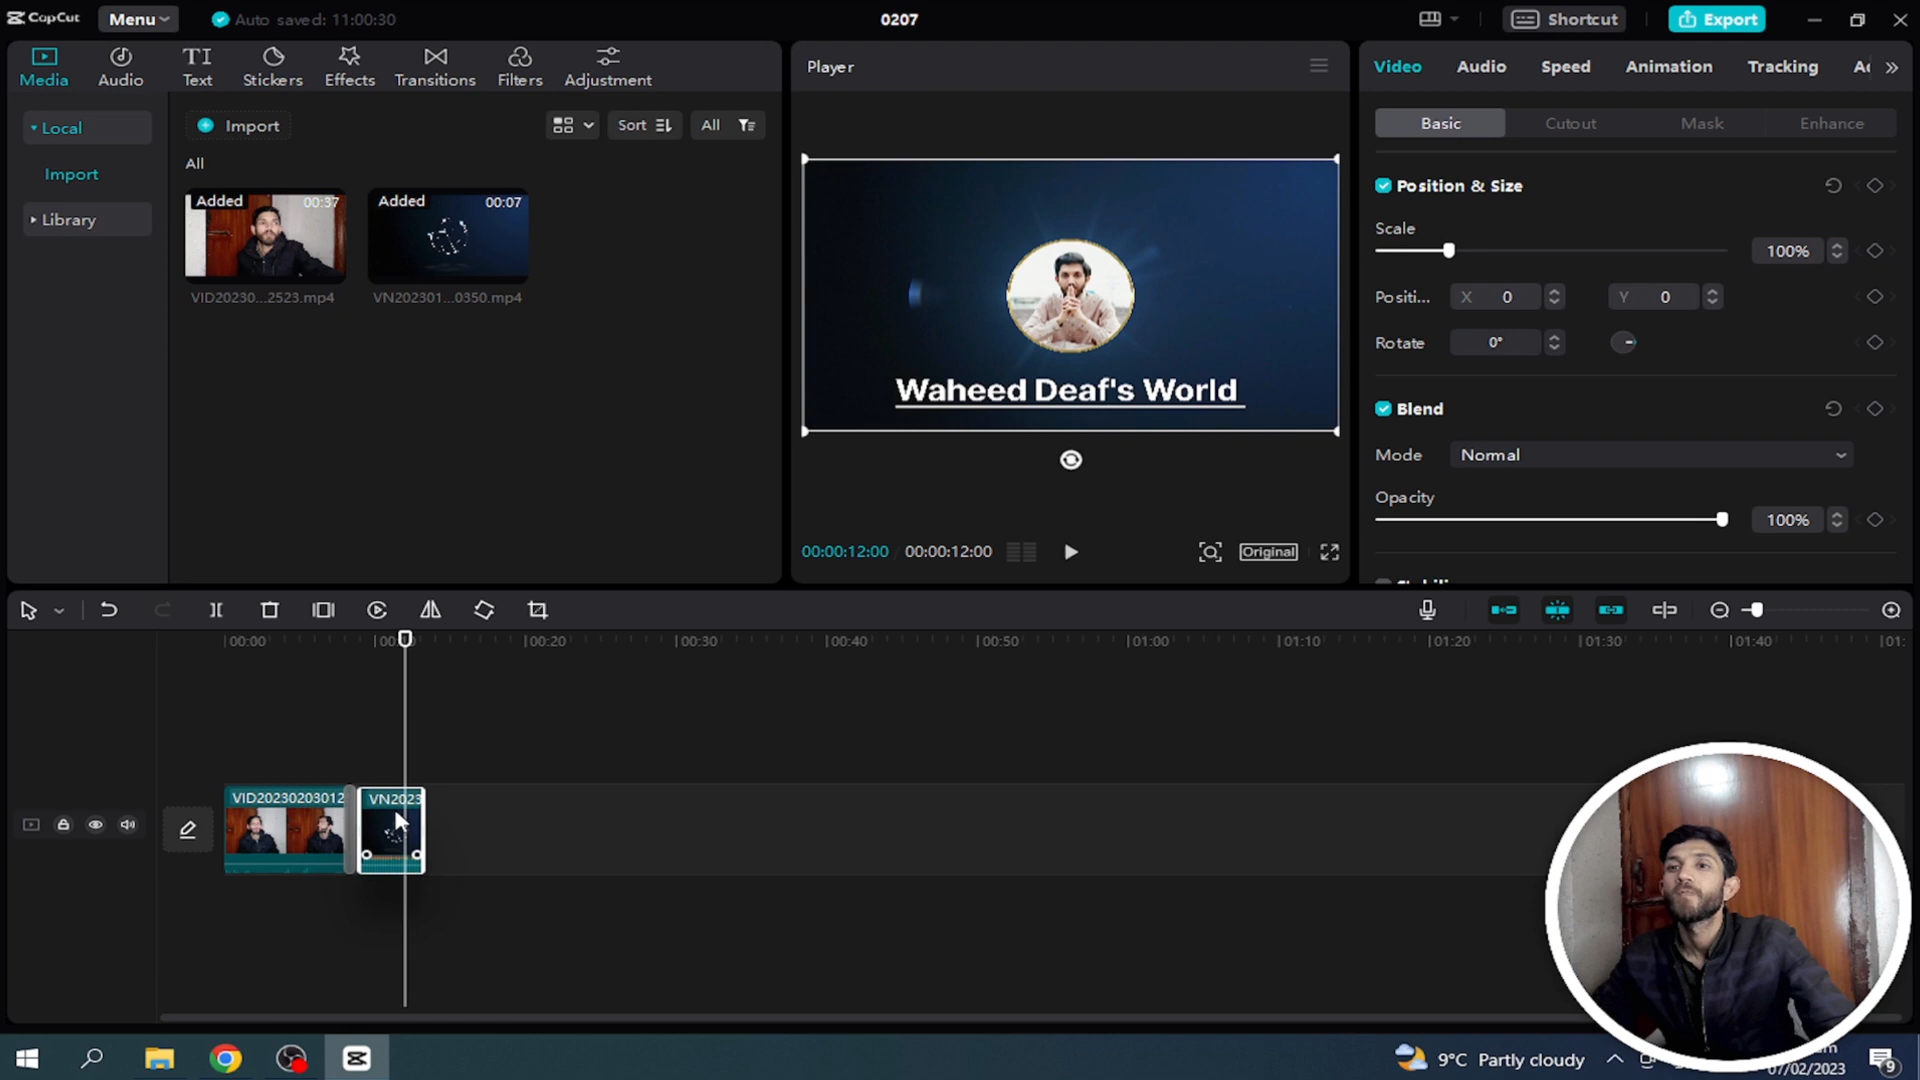 CapCut
Menu
Auto saved: 11:00:30
0207
Shortcut
Export
Media
Audio
Text
Stickers
Effects
Transitions
Filters
Adjustment
Player
Video
Audio
Speed
Animation
Tracking
Local
Import
Library
Import
Sort
All
All
Added 00:37
VID20230...2523.mp4
Added 00:07
VN202301...0350.mp4
Waheed Deaf's World
00:00:12:00 00:00:12:00
Original
Basic
Cutout
Mask
Enhance
Position & Size
Scale
100%
Positi... X 0 Y 0
Rotate 0°
Blend
Mode Normal
Opacity
100%
00:00
00:20
00:30
00:40
00:50
01:00
01:10
01:20
01:30
01:40
01:
VID20230203012
VN2023
9°C Partly cloudy
07/02/2023
9